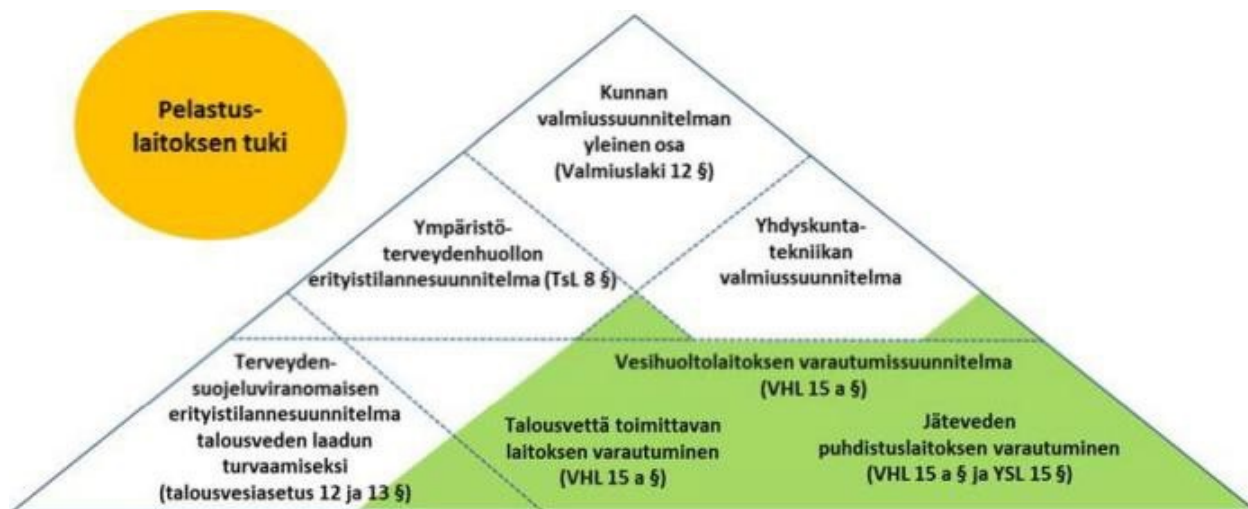 Pelastus-
laitoksen tuki
Kunnan
valmiussuunnitelman
yleinen osa
(Valmiuslaki 12 §)
Ympäristö-
terveydenhuollon
erityistilannesuunnitelma (TsL 8 §)
Yhdyskunta-
tekniikan
valmiussuunnitelma
Terveyden-
suojeluviranomaisen
erityistilannesuunnitelma
talousveden laadun
turvaamiseksi
(talousvesiasetus 12 ja 13 §)
Vesihuoltolaitoksen varautumissuunnitelma
(VHL 15 a §)
Talousvettä toimittavan
laitoksen varautuminen
(VHL 15 a §)
Jäteveden
puhdistuslaitoksen varautuminen
(VHL 15 a § ja YSL 15 §)